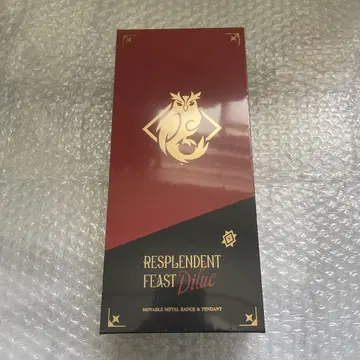 RESPLENDENT
FEAST Diluc
MOVABLE METAL BADGE & PENDANT